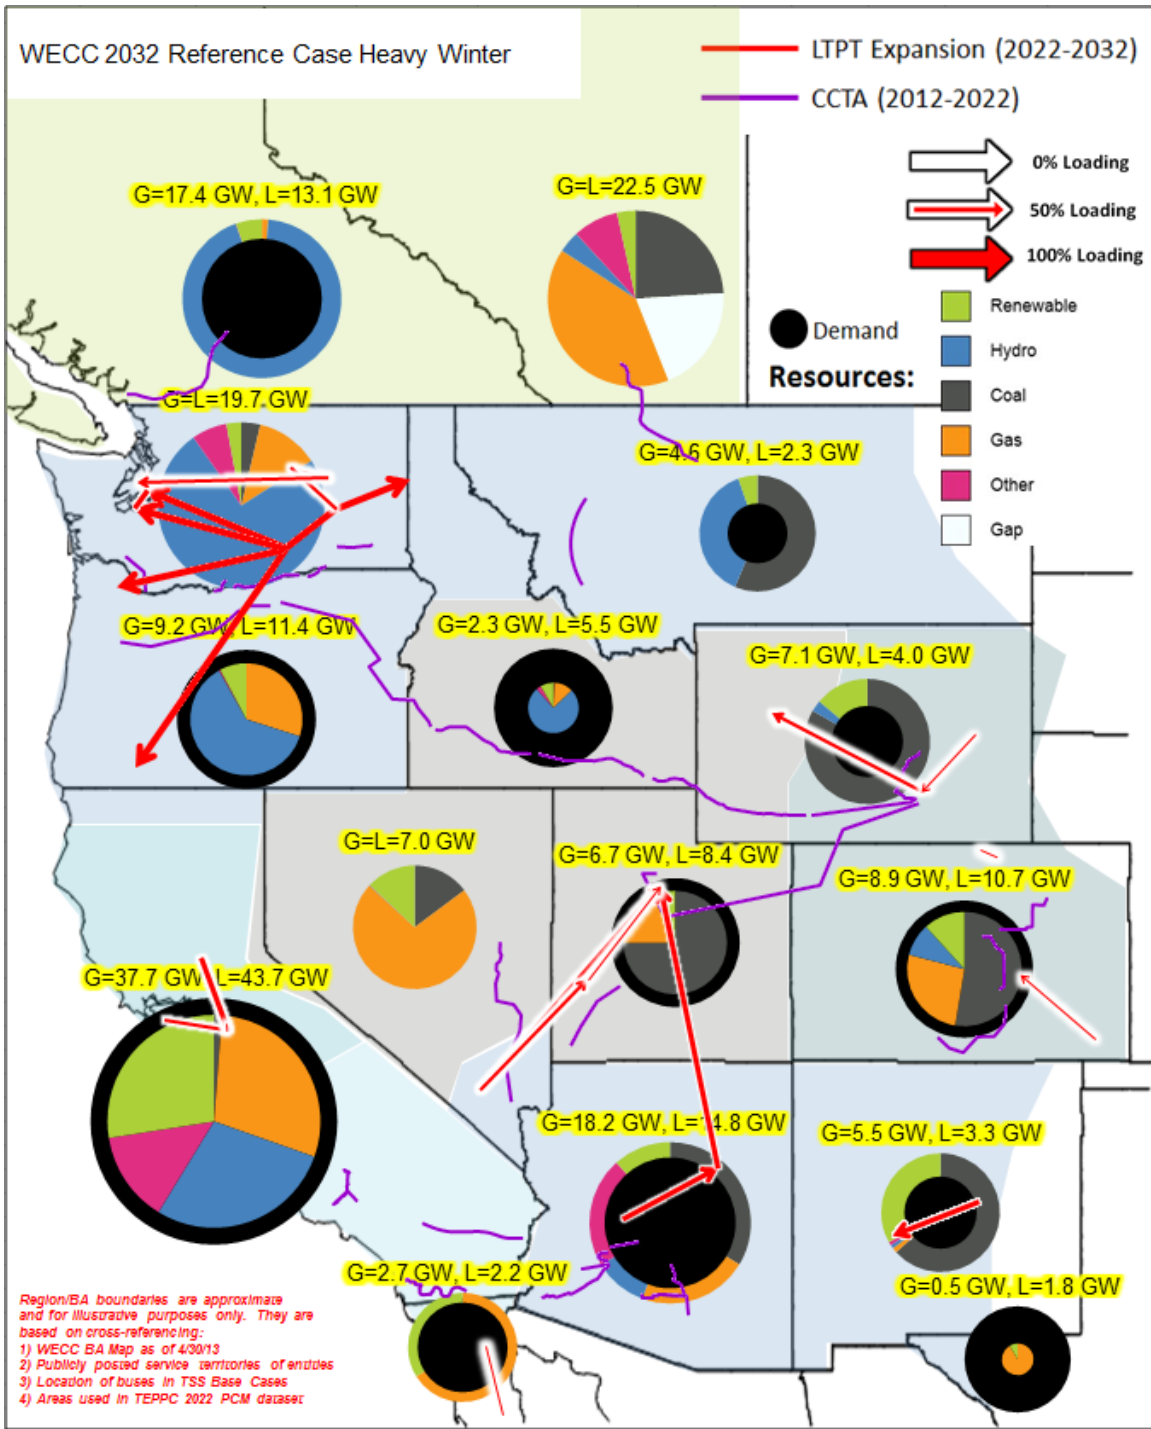 WECC 2032 Reference Case Heavy Winter
LTPT Expansion (2022-2032)
CCTA (2012-2022)
0% Loading
50% Loading
100% Loading
G=17.4 GW, L=13.1 GW
G=L=22.5 GW
Renewable
Demand
Hydro
Resources:
Coal
G=L=19.7 GW
Gas
G=4.6 GW, L=2.3 GW
Other
Gap
G=9.2 GW, L=11.4 GW
G=2.3 GW, L=5.5 GW
G=7.1 GW, L=4.0 GW
G=L=7.0 GW
G=6.7 GW, L=8.4 GW
G=8.9 GW, L=10.7 GW
G=37.7 GW, L=43.7 GW
G=18.2 GW, L=14.8 GW
G=5.5 GW, L=3.3 GW
G=2.7 GW, L=2.2 GW
G=0.5 GW, L=1.8 GW
Region/BA boundaries are approximate
and for illustrative purposes only. They are
based on cross-referencing:
1) WECC BA Map as of 4/30/13
2) Publicly posted service territories of entities
3) Location of buses in TSS Base Cases
4) Areas used in TEPPC 2022 PCM dataset